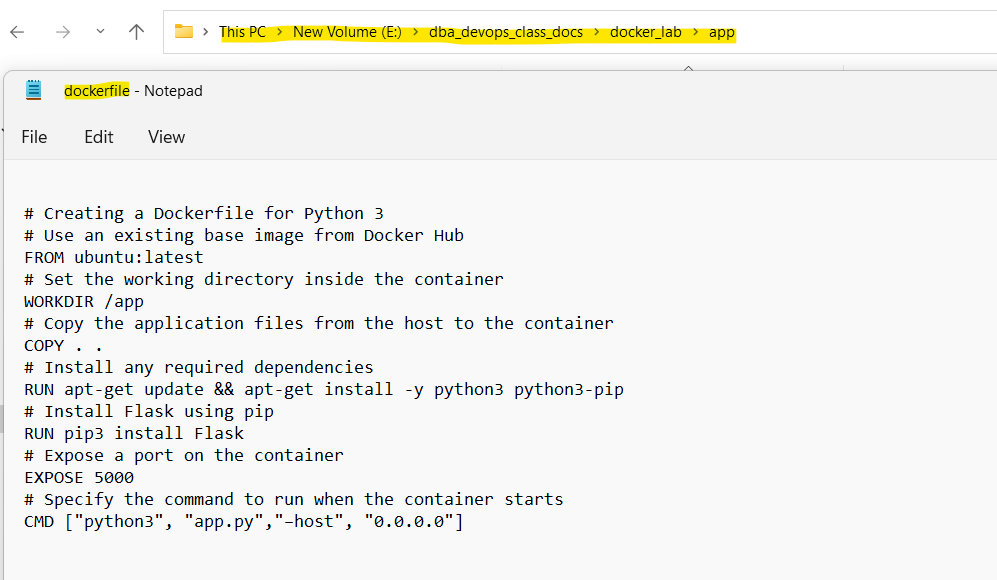 This PC > New Volume (E:) > dba_devops_class_docs > docker_lab > app
dockerfile - Notepad
File Edit View
# Creating a Dockerfile for Python 3
# Use an existing base image from Docker Hub
FROM ubuntu:latest
# Set the working directory inside the container
WORKDIR /app
# Copy the application files from the host to the container
COPY . .
# Install any required dependencies
RUN apt-get update && apt-get install -y python3 python3-pip
# Install Flask using pip
RUN pip3 install Flask
# Expose a port on the container
EXPOSE 5000
# Specify the command to run when the container starts
CMD ["python3", "app.py","–host", "0.0.0.0"]